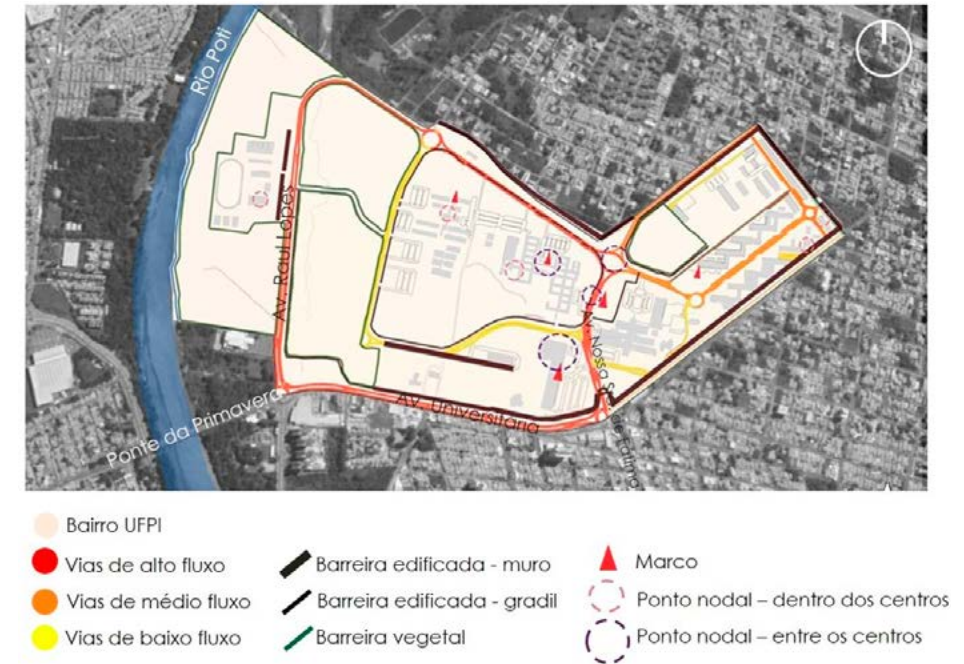 Rio Poti
Av. Raul Lopes
Av. Nossa S
Fátima
Av. Universitária
Ponte da Primavera
Bairro UFPI
Vias de alto fluxo
Vias de médio fluxo
Vias de baixo fluxo
Barreira edificada - muro
Barreira edificada - gradil
Barreira vegetal
Marco
Ponto nodal – dentro dos centros
Ponto nodal – entre os centros